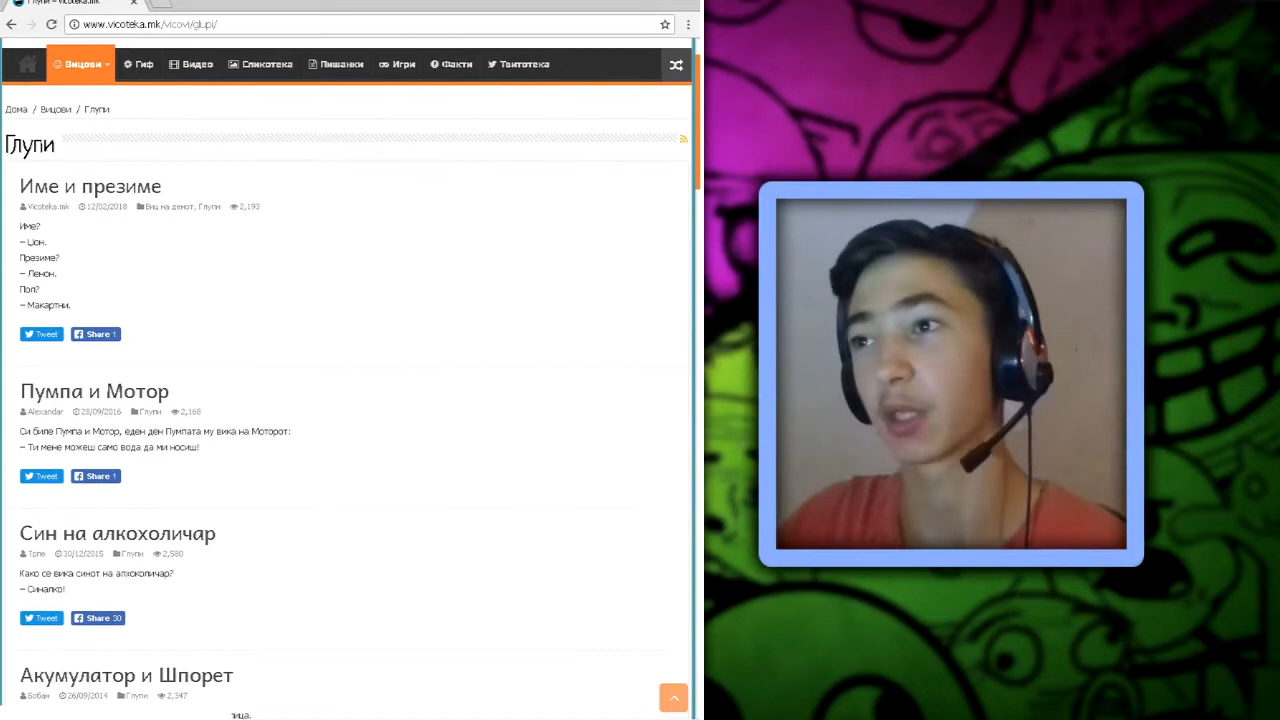 Глупи – Vicoteka.mk
www.vicoteka.mk/vicovi/glupi/
Вицови Гиф Видео Сликотека Пишанки Игри Факти Твитотека
Дома / Вицови / Глупи
Глупи
Име и презиме
Vicoteka.mk 12/02/2018 Виц на денот, Глупи 2,193
Име?
– Џон.
Презиме?
– Ленон.
Пол?
– Макартни.
Tweet Share 1
Пумпа и Мотор
Alexandar 28/09/2016 Глупи 2,168
Си биле Пумпа и Мотор, еден ден Пумпата му вика на Моторот:
– Ти мене можеш само вода да ми носиш!
Tweet Share 1
Син на алкохоличар
Трпе 30/12/2015 Глупи 2,580
Како се вика синот на алхокпичар?
– Синалко!
Tweet Share 30
Акумулатор и Шпорет
Бобан 26/09/2014 Глупи 2,347